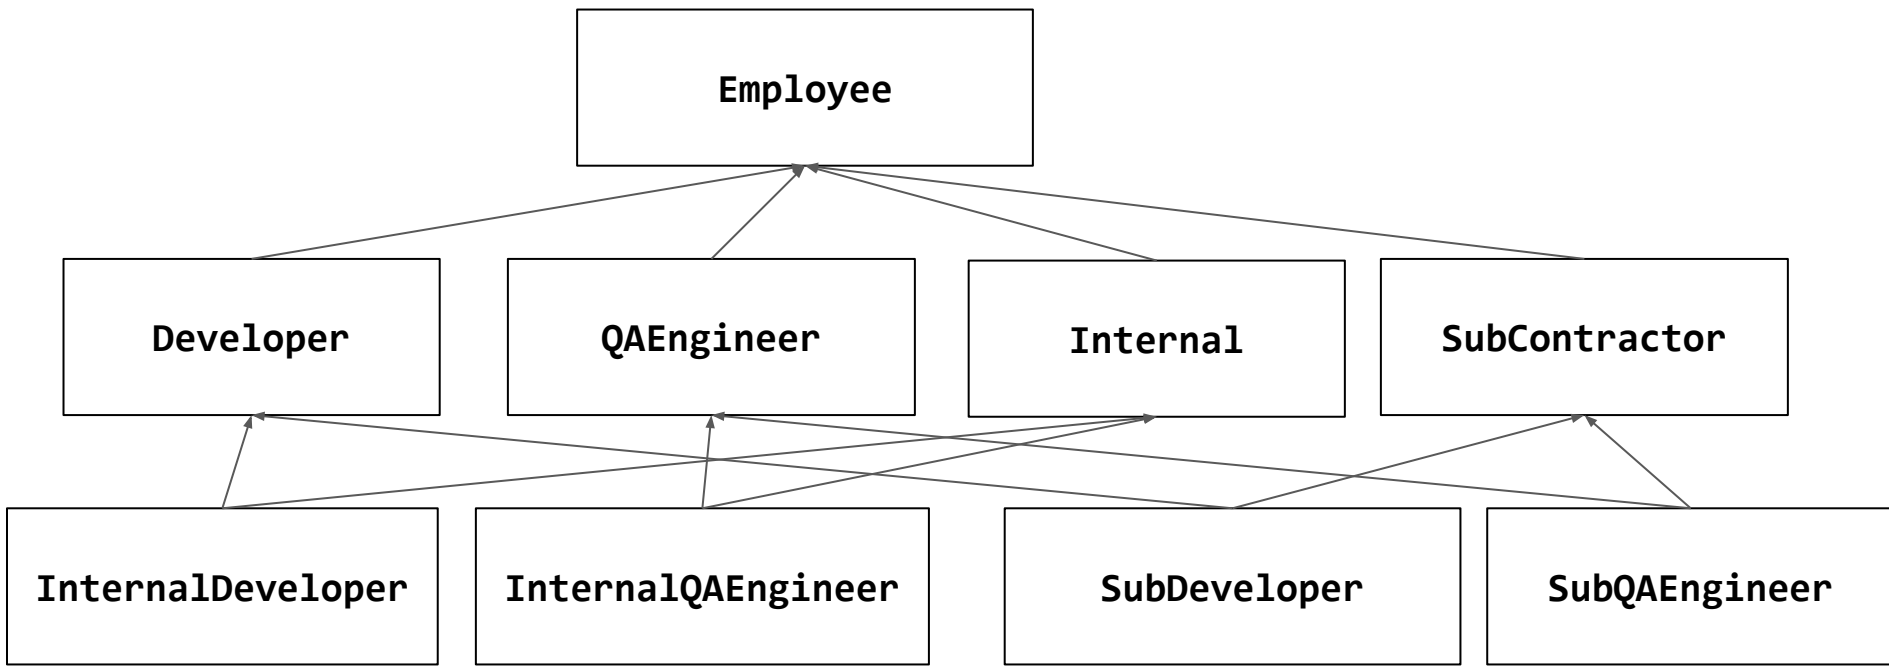 Employee
Developer
QAEngineer
Internal
SubContractor
InternalDeveloper
InternalQAEngineer
SubDeveloper
SubQAEngineer